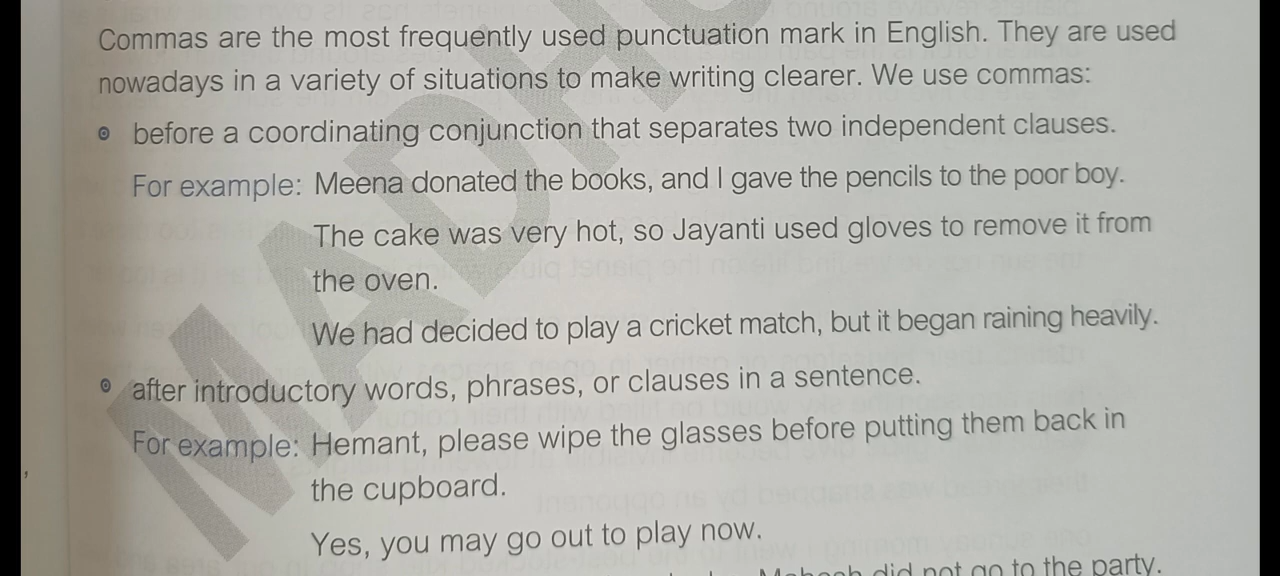 Commas are the most frequently used punctuation mark in English. They are used
nowadays in a variety of situations to make writing clearer. We use commas:
before a coordinating conjunction that separates two independent clauses.
For example: Meena donated the books, and I gave the pencils to the poor boy.
The cake was very hot, so Jayanti used gloves to remove it from
the oven.
We had decided to play a cricket match, but it began raining heavily.
after introductory words, phrases, or clauses in a sentence.
For example: Hemant, please wipe the glasses before putting them back in
the cupboard.
Yes, you may go out to play now.
did not go to the party.